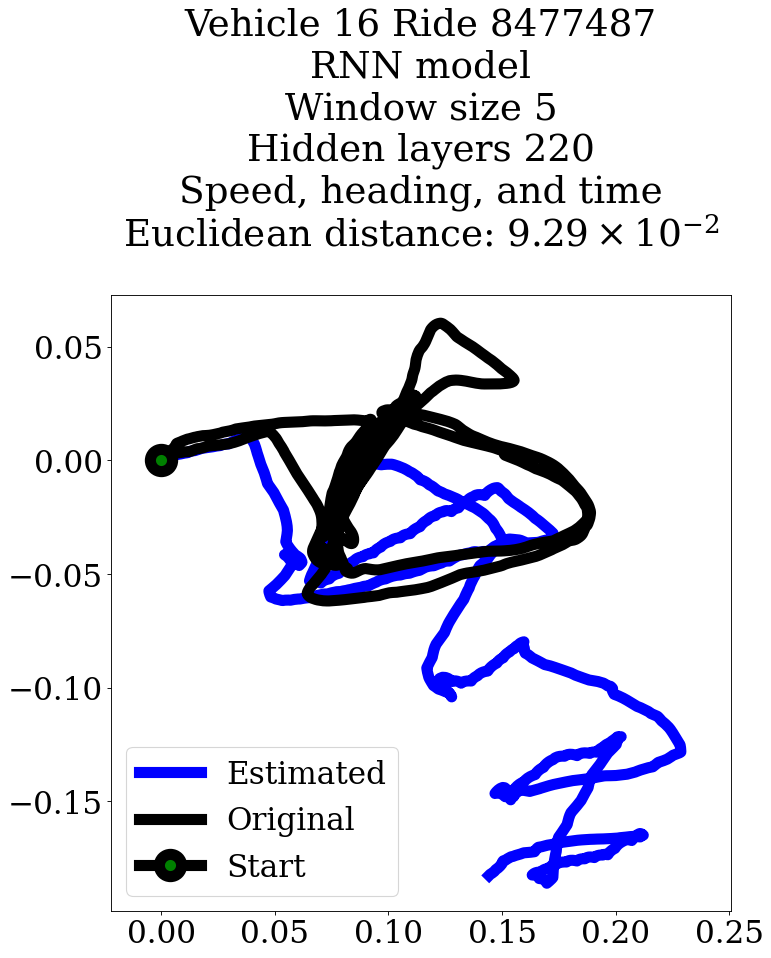 Vehicle 16 Ride 8477487
RNN model
Window size 5
Hidden layers 220
Speed, heading, and time
Euclidean distance: 9.29 × 10⁻²
0.05
0.00
−0.05
−0.10
−0.15
Estimated
Original
Start
0.00 0.05 0.10 0.15 0.20 0.25